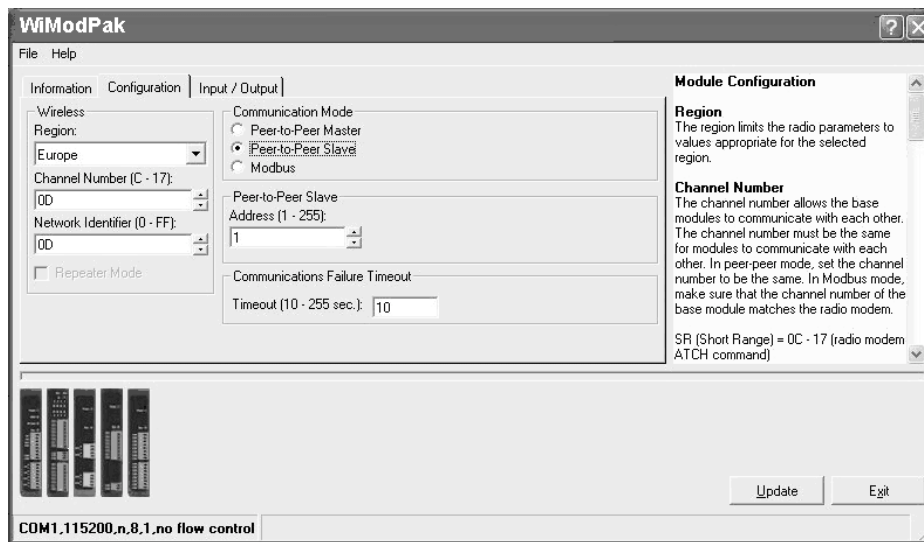 WiModPak
File Help
Information Configuration Input / Output
Wireless
Region:
Europe
Channel Number (C - 17):
0D
Network Identifier (0 - FF):
0D
Repeater Mode
Communication Mode
Peer-to-Peer Master
Peer-to-Peer Slave
Modbus
Peer-to-Peer Slave
Address (1 - 255):
1
Communications Failure Timeout
Timeout (10 - 255 sec.): 10
Module Configuration
Region
The region limits the radio parameters to
values appropriate for the selected
region.
Channel Number
The channel number allows the base
modules to communicate with each other.
The channel number must be the same
for modules to communicate with each
other. In peer-peer mode, set the channel
number to be the same. In Modbus mode,
make sure that the channel number of the
base module matches the radio modem.
SR (Short Range) = 0C - 17 (radio modem
ATCH command)
Update Exit
COM1,115200,n,8,1,no flow control